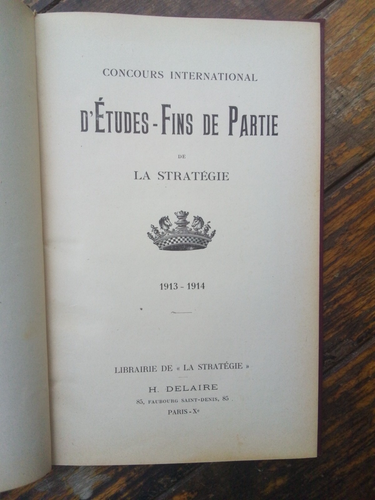 CONCOURS INTERNATIONAL
D'ÉTUDES-FINS DE PARTIE
DE
LA STRATÉGIE
1913-1914
LIBRAIRIE DE « LA STRATÉGIE »
H. DELAIRE
85, FAUBOURG SAINT-DENIS, 85
PARIS-Xe